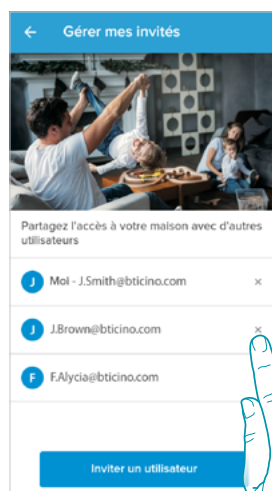 Gérer mes invités
Partagez l'accès à votre maison avec d'autres
utilisateurs
J Moi - J.Smith@bticino.com ×
J J.Brown@bticino.com ×
F F.Alycia@bticino.com
Inviter un utilisateur